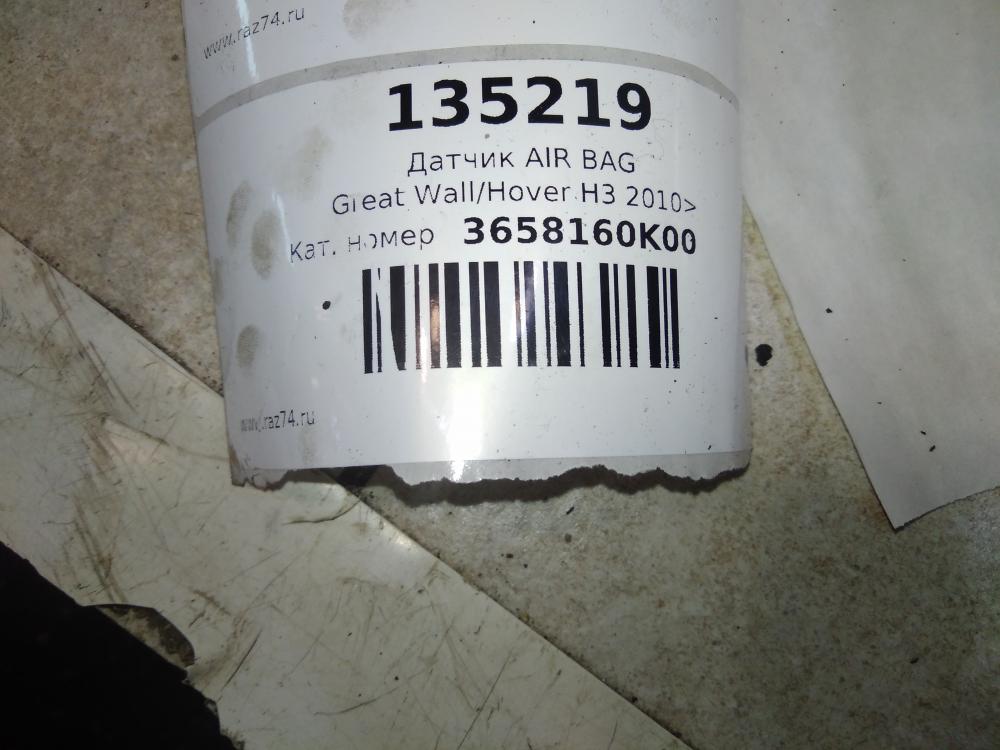 www.raz74.ru
135219
Датчик AIR BAG
Great Wall/Hover H3 2010>
Кат. номер 3658160K00
www.raz74.ru